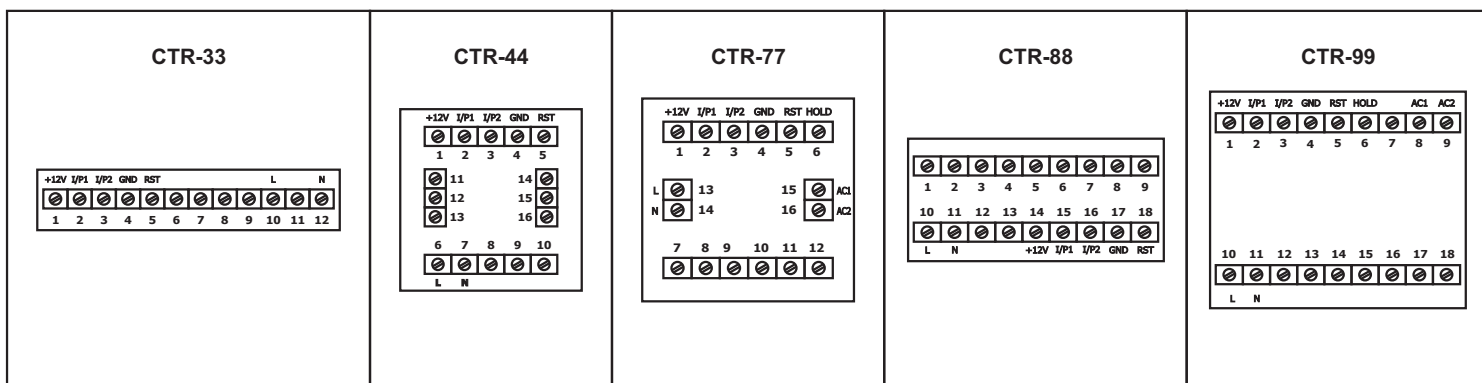 CTR-33
+12V I/P1 I/P2 GND RST L N
1 2 3 4 5 6 7 8 9 10 11 12
CTR-44
+12V I/P1 I/P2 GND RST
1 2 3 4 5
11 14
12 15
13 16
6 7 8 9 10
L N
CTR-77
+12V I/P1 I/P2 GND RST HOLD
1 2 3 4 5 6
L 13 15 AC1
N 14 16 AC2
7 8 9 10 11 12
CTR-88
1 2 3 4 5 6 7 8 9
10 11 12 13 14 15 16 17 18
L N +12V I/P1 I/P2 GND RST
CTR-99
+12V I/P1 I/P2 GND RST HOLD AC1 AC2
1 2 3 4 5 6 7 8 9
10 11 12 13 14 15 16 17 18
L N